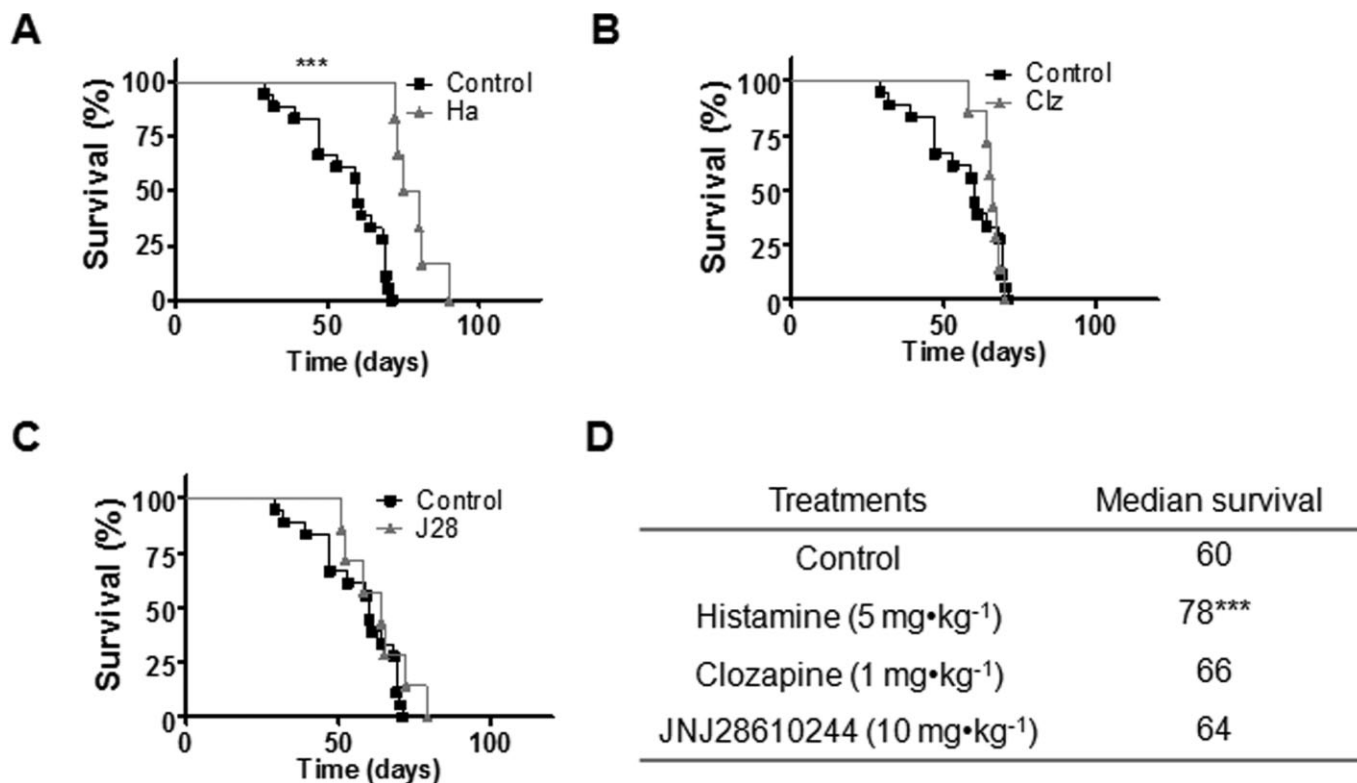 A
***
Control
Ha
Survival (%)
100
75
50
25
0
0 50 100
Time (days)
B
Control
Clz
Survival (%)
100
75
50
25
0
0 50 100
Time (days)
C
Control
J28
Survival (%)
100
75
50
25
0
0 50 100
Time (days)
D
Treatments Median survival
Control 60
Histamine (5 mg•kg⁻¹) 78***
Clozapine (1 mg•kg⁻¹) 66
JNJ28610244 (10 mg•kg⁻¹) 64